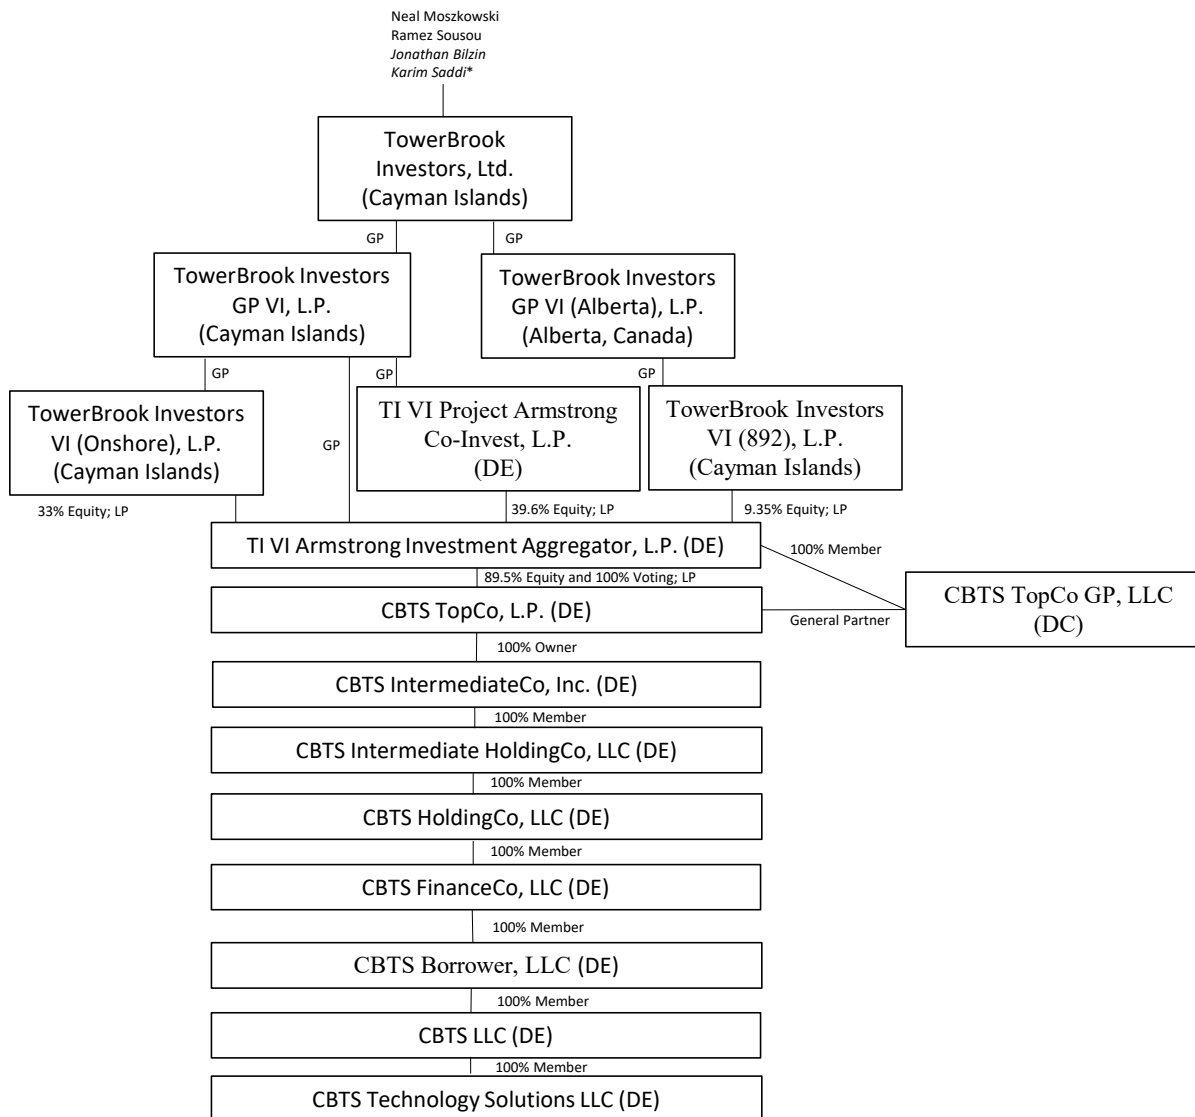 Neal Moszkowski
Ramez Sousou
Jonathan Bilzin
Karim Saddi*
TowerBrook
Investors, Ltd.
(Cayman Islands)
GP
GP
TowerBrook Investors
GP VI, L.P.
(Cayman Islands)
TowerBrook Investors
GP VI (Alberta), L.P.
(Alberta, Canada)
GP
GP
GP
GP
TowerBrook Investors
VI (Onshore), L.P.
(Cayman Islands)
TI VI Project Armstrong
Co-Invest, L.P.
(DE)
TowerBrook Investors
VI (892), L.P.
(Cayman Islands)
33% Equity; LP
39.6% Equity; LP
9.35% Equity; LP
TI VI Armstrong Investment Aggregator, L.P. (DE)
100% Member
89.5% Equity and 100% Voting; LP
CBTS TopCo, L.P. (DE)
General Partner
CBTS TopCo GP, LLC
(DC)
100% Owner
CBTS IntermediateCo, Inc. (DE)
100% Member
CBTS Intermediate HoldingCo, LLC (DE)
100% Member
CBTS HoldingCo, LLC (DE)
100% Member
CBTS FinanceCo, LLC (DE)
100% Member
CBTS Borrower, LLC (DE)
100% Member
CBTS LLC (DE)
100% Member
CBTS Technology Solutions LLC (DE)